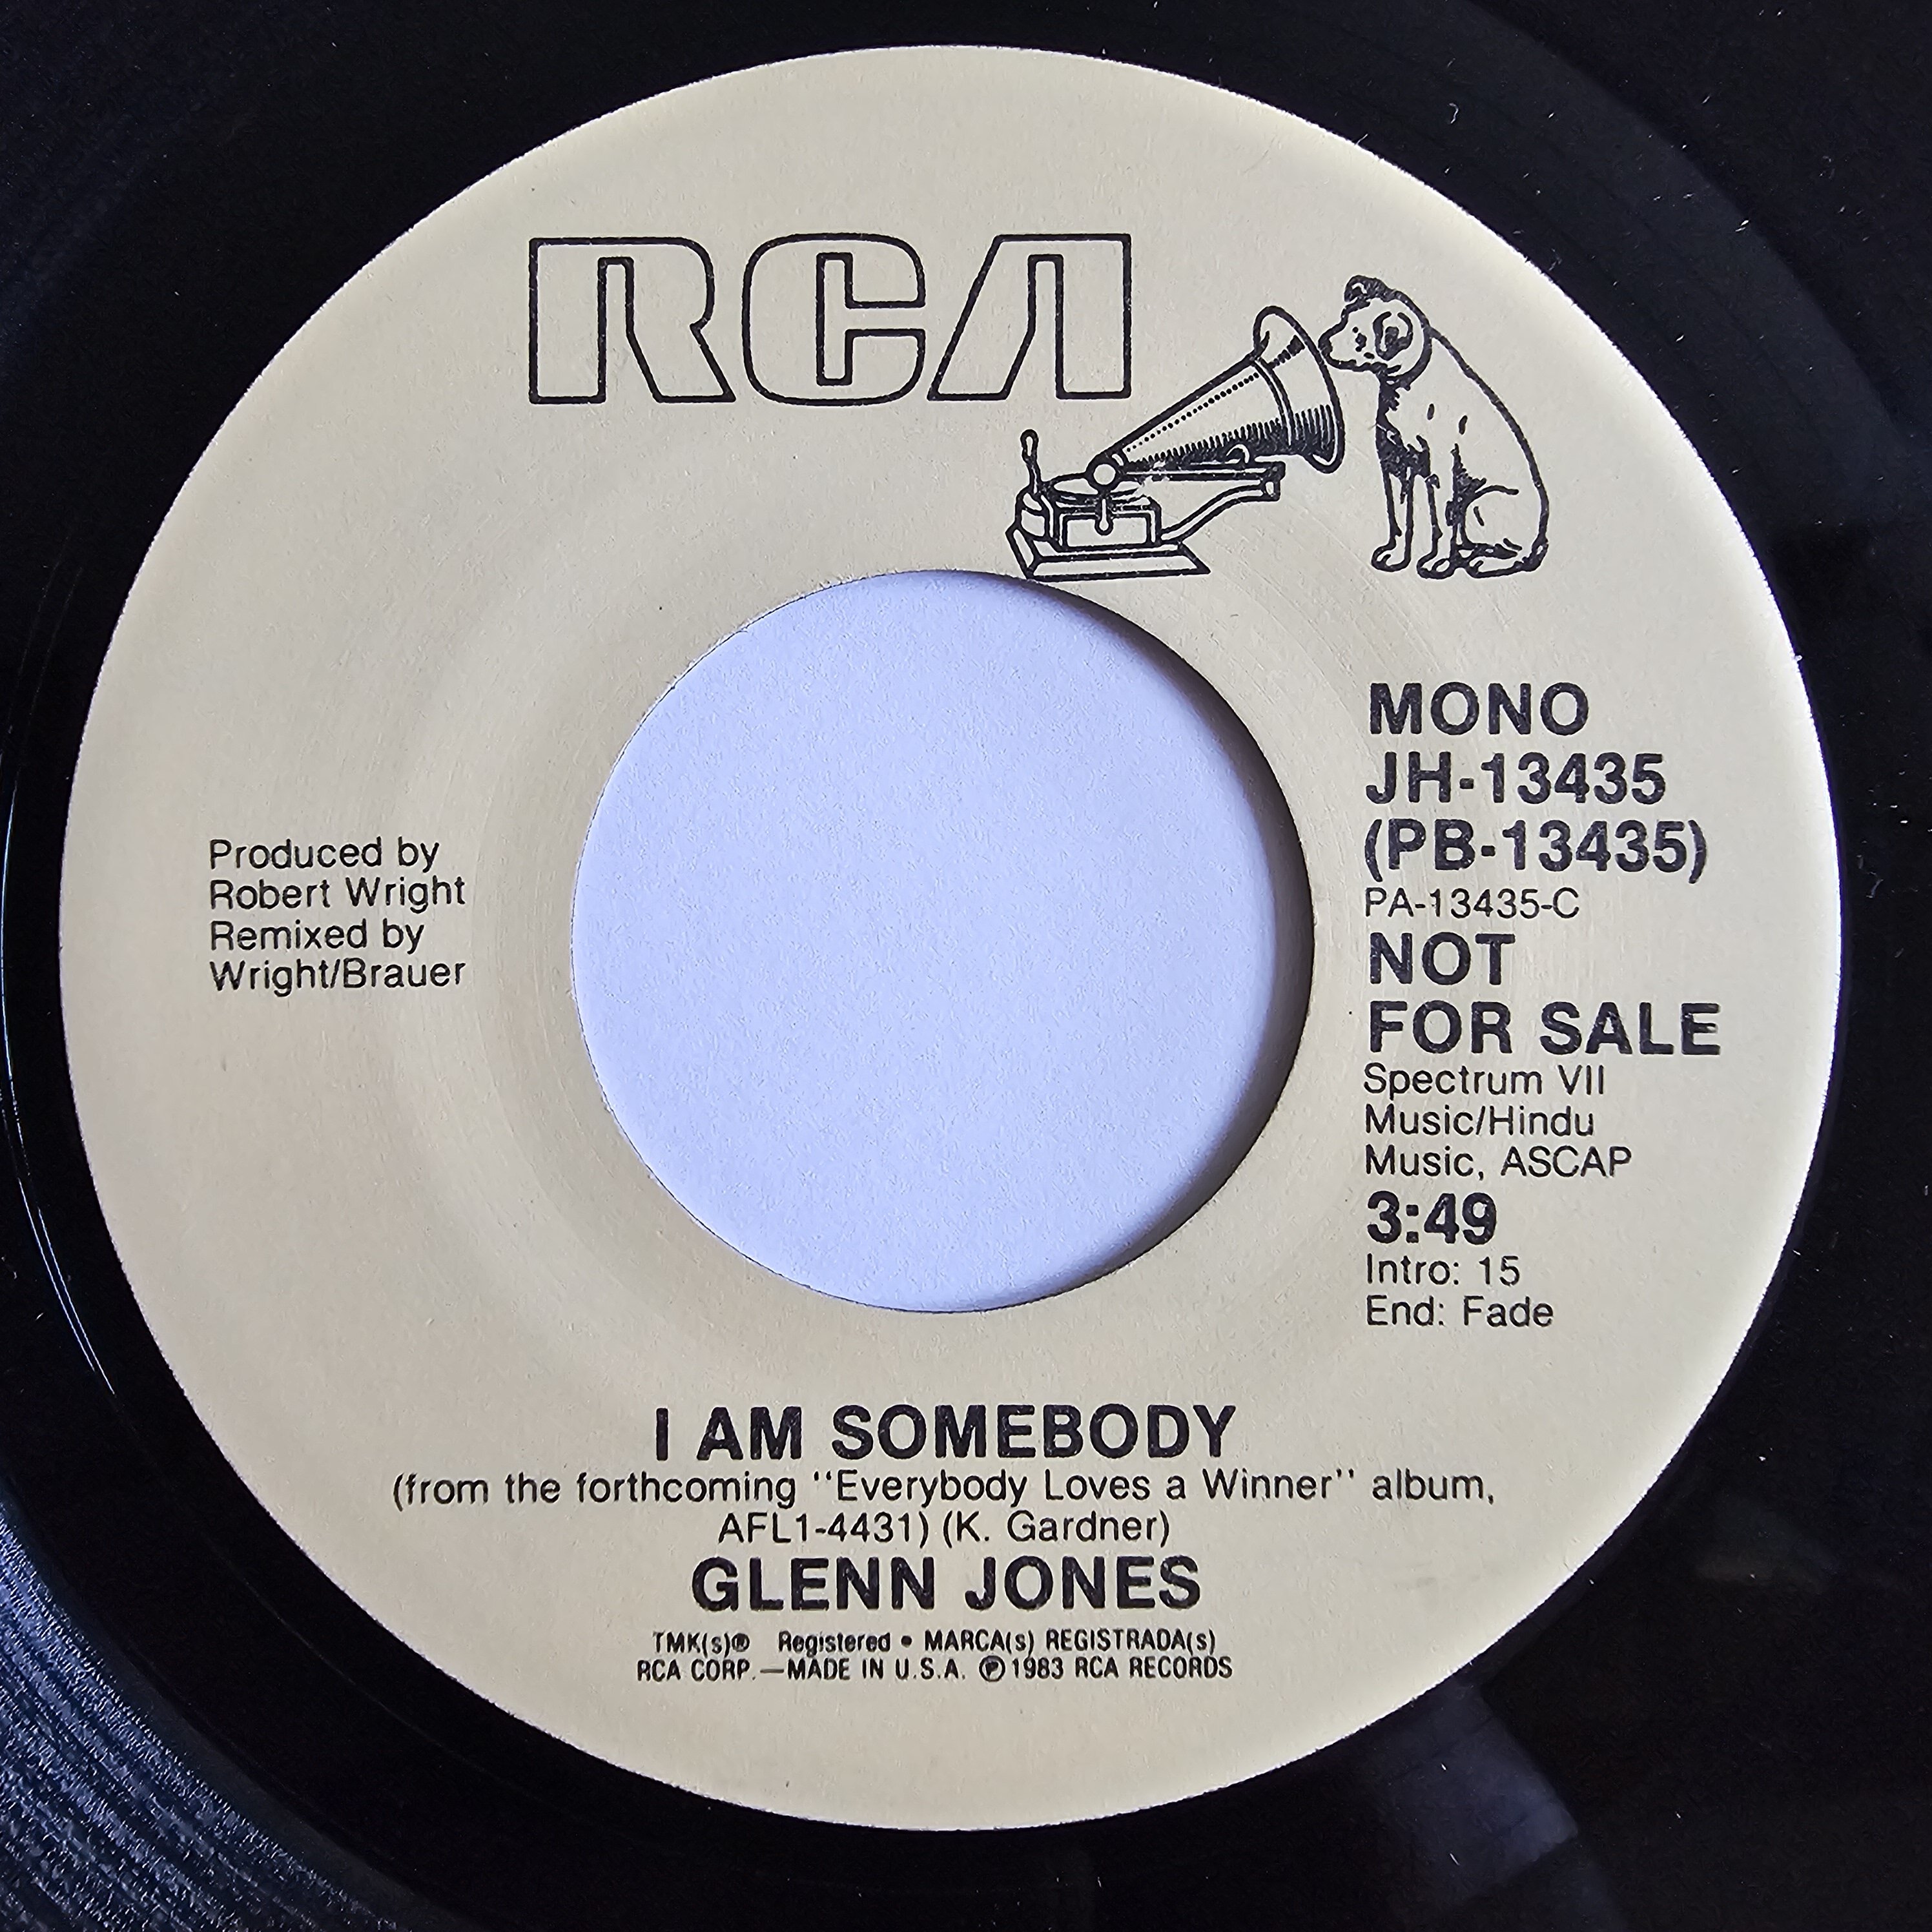 RCA
MONO
JH-13435
(PB-13435)
PA-13435-C
NOT
FOR SALE
Spectrum VII
Music/Hindu
Music, ASCAP
3:49
Intro: 15
End: Fade
Produced by
Robert Wright
Remixed by
Wright/Brauer
I AM SOMEBODY
(from the forthcoming "Everybody Loves a Winner" album,
AFL1-4431) (K. Gardner)
GLENN JONES
TMK(s)® Registered • MARCA(s) REGISTRADA(s)
RCA CORP.—MADE IN U.S.A. ℗1983 RCA RECORDS